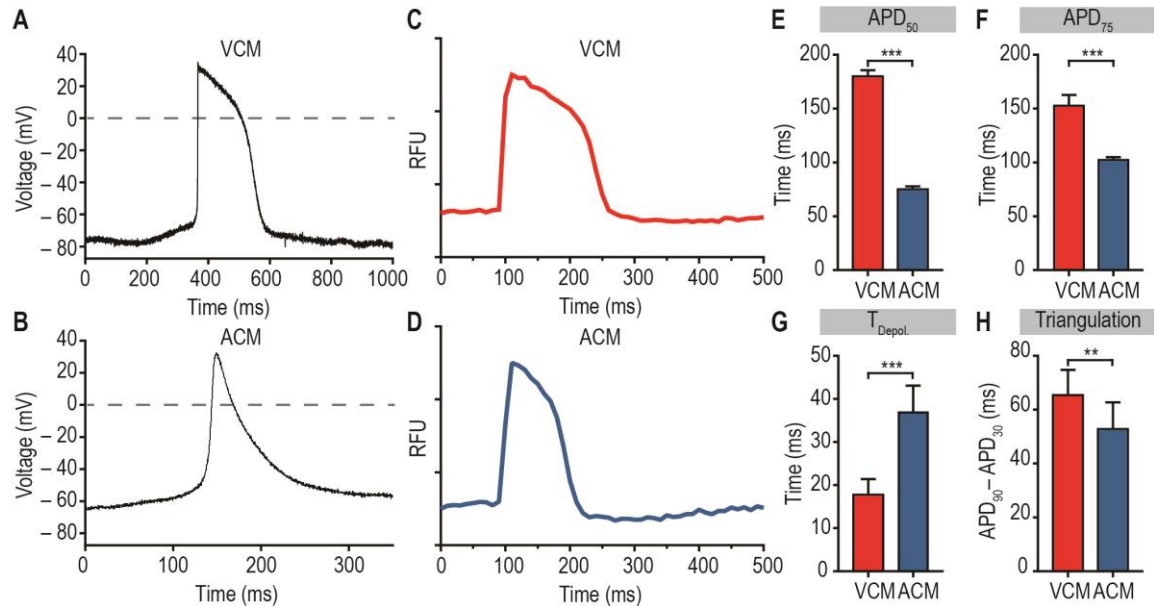 A
VCM
Voltage (mV)
40
20
0
– 20
– 40
– 60
– 80
0 200 400 600 800 1000
Time (ms)
B
ACM
Voltage (mV)
40
20
0
– 20
– 40
– 60
– 80
0 100 200 300
Time (ms)
C
VCM
RFU
0 100 200 300 400 500
Time (ms)
D
ACM
RFU
0 100 200 300 400 500
Time (ms)
E
APD50
***
Time (ms)
200
150
100
50
0
VCM ACM
F
APD75
***
Time (ms)
200
150
100
50
0
VCM ACM
G
TDepol.
***
Time (ms)
50
40
30
20
10
0
VCM ACM
H
Triangulation
**
APD90– APD30 (ms)
80
60
40
60
0
VCM ACM